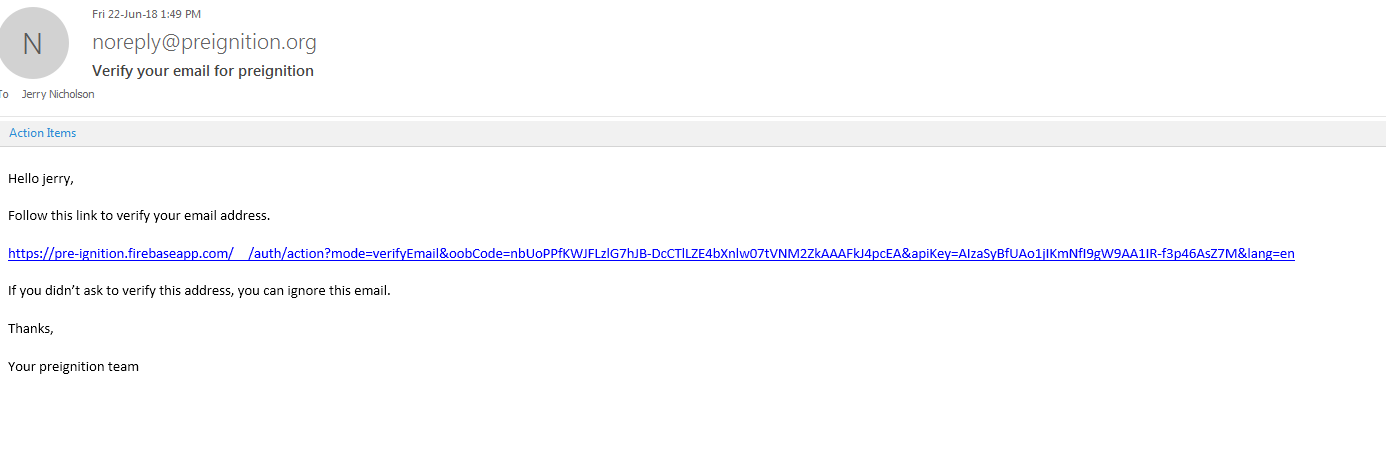 N
Fri 22-Jun-18 1:49 PM
noreply@preignition.org
Verify your email for preignition
To Jerry Nicholson
Action Items
Hello jerry,
Follow this link to verify your email address.
https://pre-ignition.firebaseapp.com/__/auth/action?mode=verifyEmail&oobCode=nbUoPPfKWJFLzlG7hJB-DcCTlLZE4bXnlw07tVNM2ZkAAAFkJ4pcEA&apiKey=AIzaSyBfUAo1jIKmNfI9gW9AA1IR-f3p46AsZ7M&lang=en
If you didn’t ask to verify this address, you can ignore this email.
Thanks,
Your preignition team